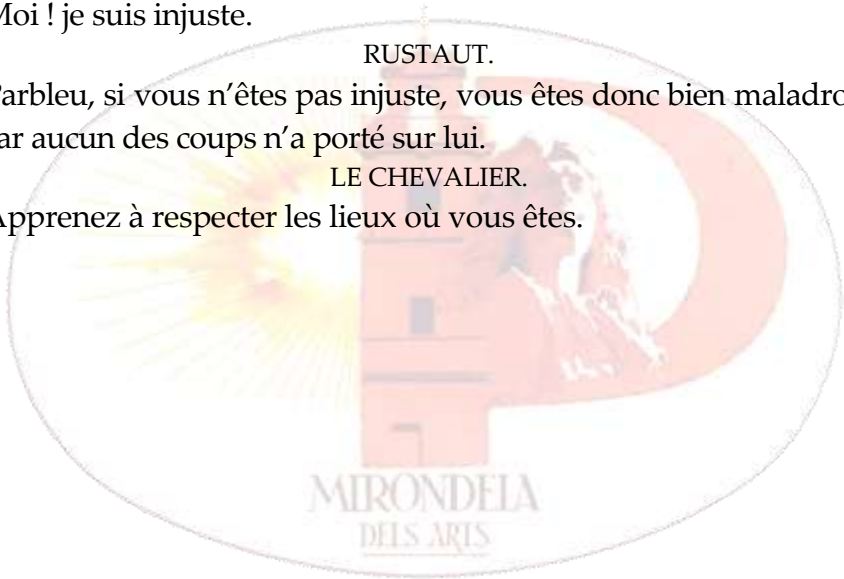 Moi ! je suis injuste.
RUSTAUT.
Parbleu, si vous n’êtes pas injuste, vous êtes donc bien maladro
car aucun des coups n’a porté sur lui.
LE CHEVALIER.
Apprenez à respecter les lieux où vous êtes.
MIRONDELA
DELS ARTS